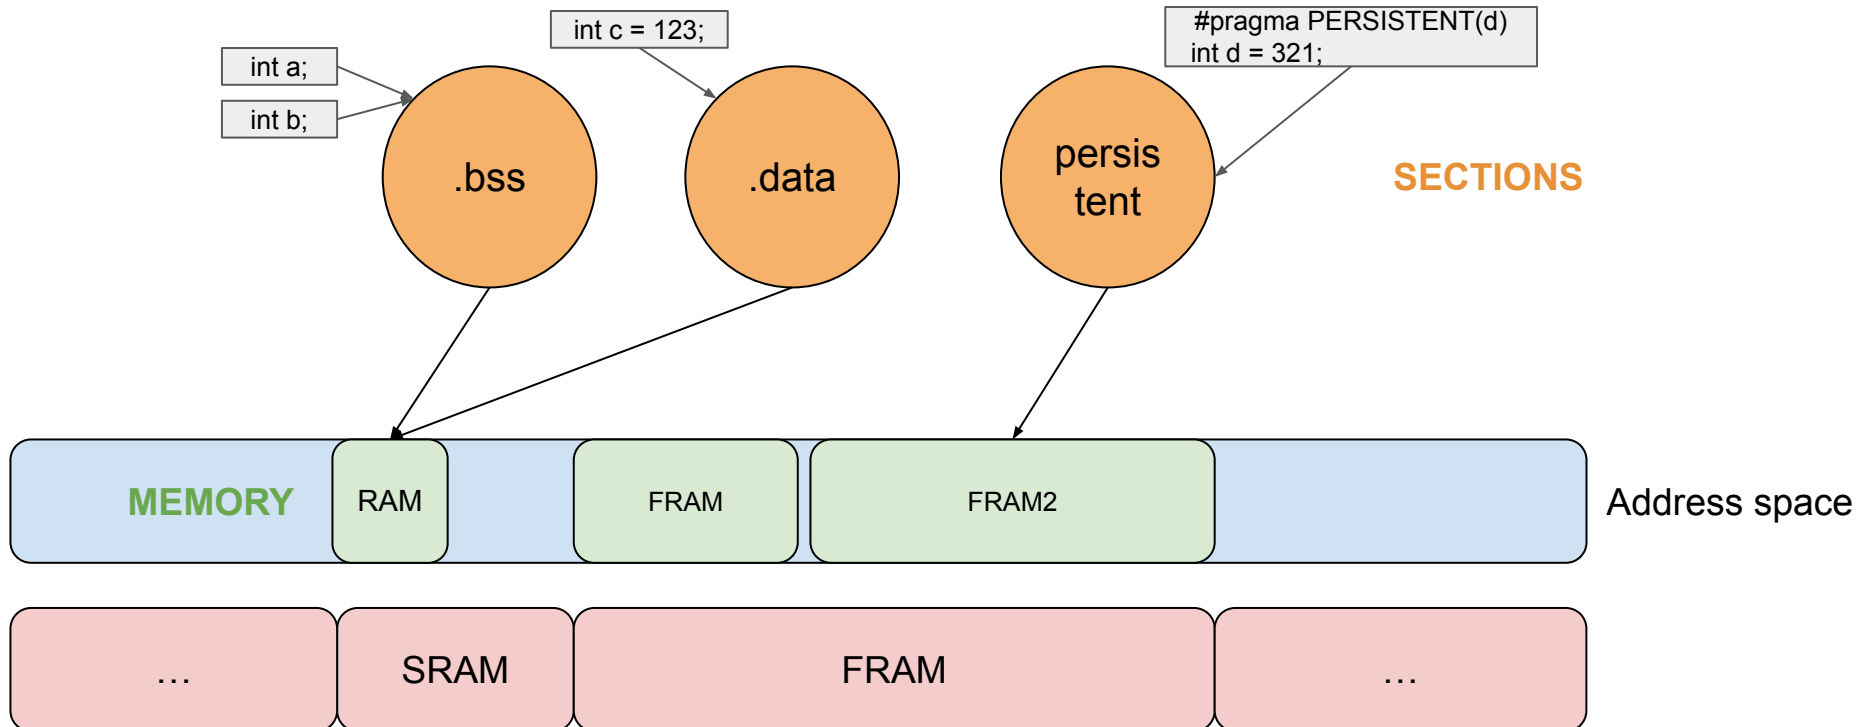 #pragma PERSISTENT(d)
int d = 321;
int c = 123;
int a;
int b;
.bss
.data
persis
tent
SECTIONS
MEMORY
RAM
FRAM
FRAM2
Address space
…
SRAM
FRAM
…